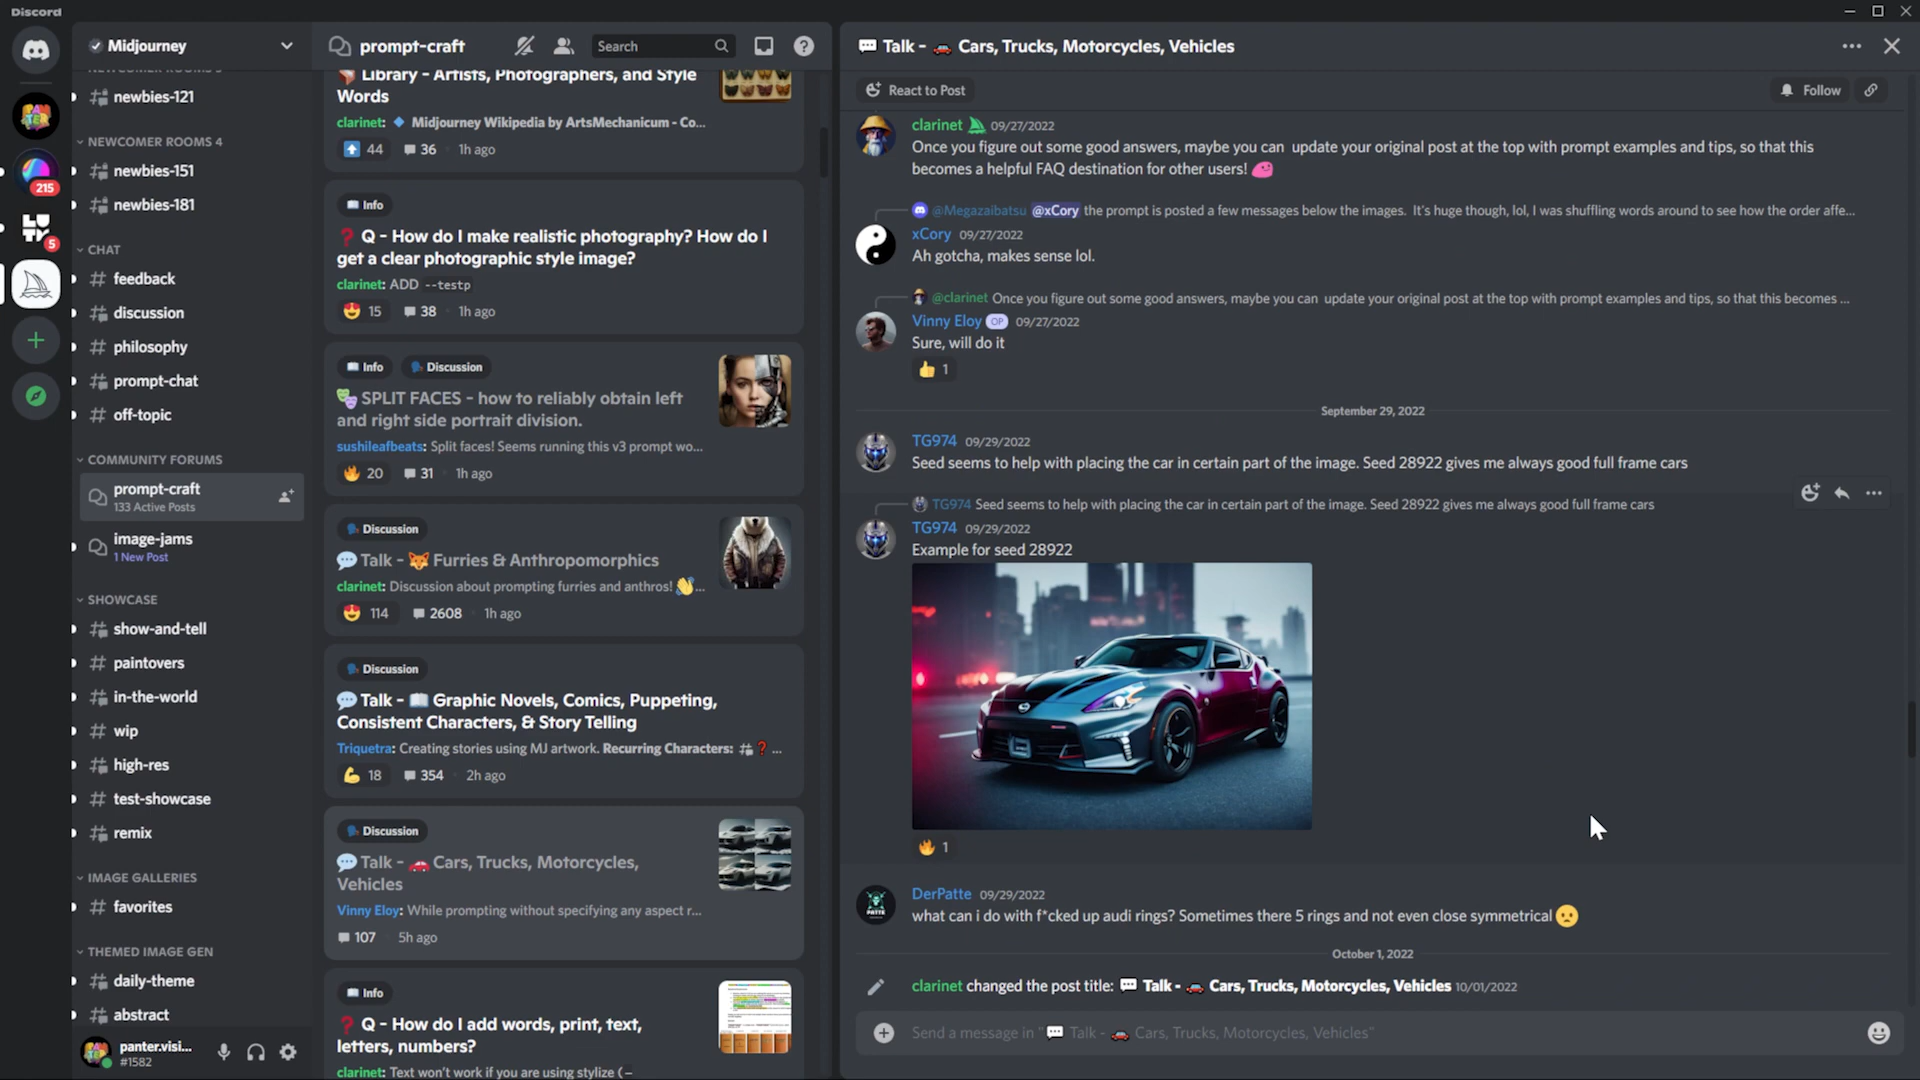 Discord
215
5
Midjourney
NEWCOMER ROOMS 3
newbies-121
NEWCOMER ROOMS 4
newbies-151
newbies-181
CHAT
feedback
discussion
philosophy
prompt-chat
off-topic
COMMUNITY FORUMS
prompt-craft
133 Active Posts
image-jams
1 New Post
SHOWCASE
show-and-tell
paintovers
in-the-world
wip
high-res
test-showcase
remix
IMAGE GALLERIES
favorites
THEMED IMAGE GEN
daily-theme
abstract
panter.visi...
#1582
prompt-craft
Search
Library - Artists, Photographers, and Style
Words
clarinet: Midjourney Wikipedia by ArtsMechanicum - Co...
44 36 1h ago
Info
❓ Q - How do I make realistic photography? How do I
get a clear photographic style image?
clarinet: ADD --testp
15 38 1h ago
Info Discussion
SPLIT FACES - how to reliably obtain left
and right side portrait division.
sushileafbeats: Split faces! Seems running this v3 prompt wo...
20 31 1h ago
Discussion
Talk - Furries & Anthropomorphics
clarinet: Discussion about prompting furries and anthros! ...
114 2608 1h ago
Discussion
Talk - Graphic Novels, Comics, Puppeting,
Consistent Characters, & Story Telling
Triquetra: Creating stories using MJ artwork. Recurring Characters: ❓ ...
18 354 2h ago
Discussion
Talk - Cars, Trucks, Motorcycles,
Vehicles
Vinny Eloy: While prompting without specifying any aspect r...
107 5h ago
Info
❓ Q - How do I add words, print, text,
letters, numbers?
clarinet: Text won't work if you are using stylize (–
Talk - Cars, Trucks, Motorcycles, Vehicles
React to Post
Follow
clarinet 09/27/2022
Once you figure out some good answers, maybe you can update your original post at the top with prompt examples and tips, so that this
becomes a helpful FAQ destination for other users!
@Megazaibatsu @xCory the prompt is posted a few messages below the images. It's huge though, lol, I was shuffling words around to see how the order affe...
xCory 09/27/2022
Ah gotcha, makes sense lol.
@clarinet Once you figure out some good answers, maybe you can update your original post at the top with prompt examples and tips, so that this becomes ...
Vinny Eloy OP 09/27/2022
Sure, will do it
1
September 29, 2022
TG974 09/29/2022
Seed seems to help with placing the car in certain part of the image. Seed 28922 gives me always good full frame cars
TG974 Seed seems to help with placing the car in certain part of the image. Seed 28922 gives me always good full frame cars
TG974 09/29/2022
Example for seed 28922
1
DerPatte 09/29/2022
what can i do with f*cked up audi rings? Sometimes there 5 rings and not even close symmetrical
October 1, 2022
clarinet changed the post title: Talk - Cars, Trucks, Motorcycles, Vehicles 10/01/2022
Send a message in "Talk - Cars, Trucks, Motorcycles, Vehicles"